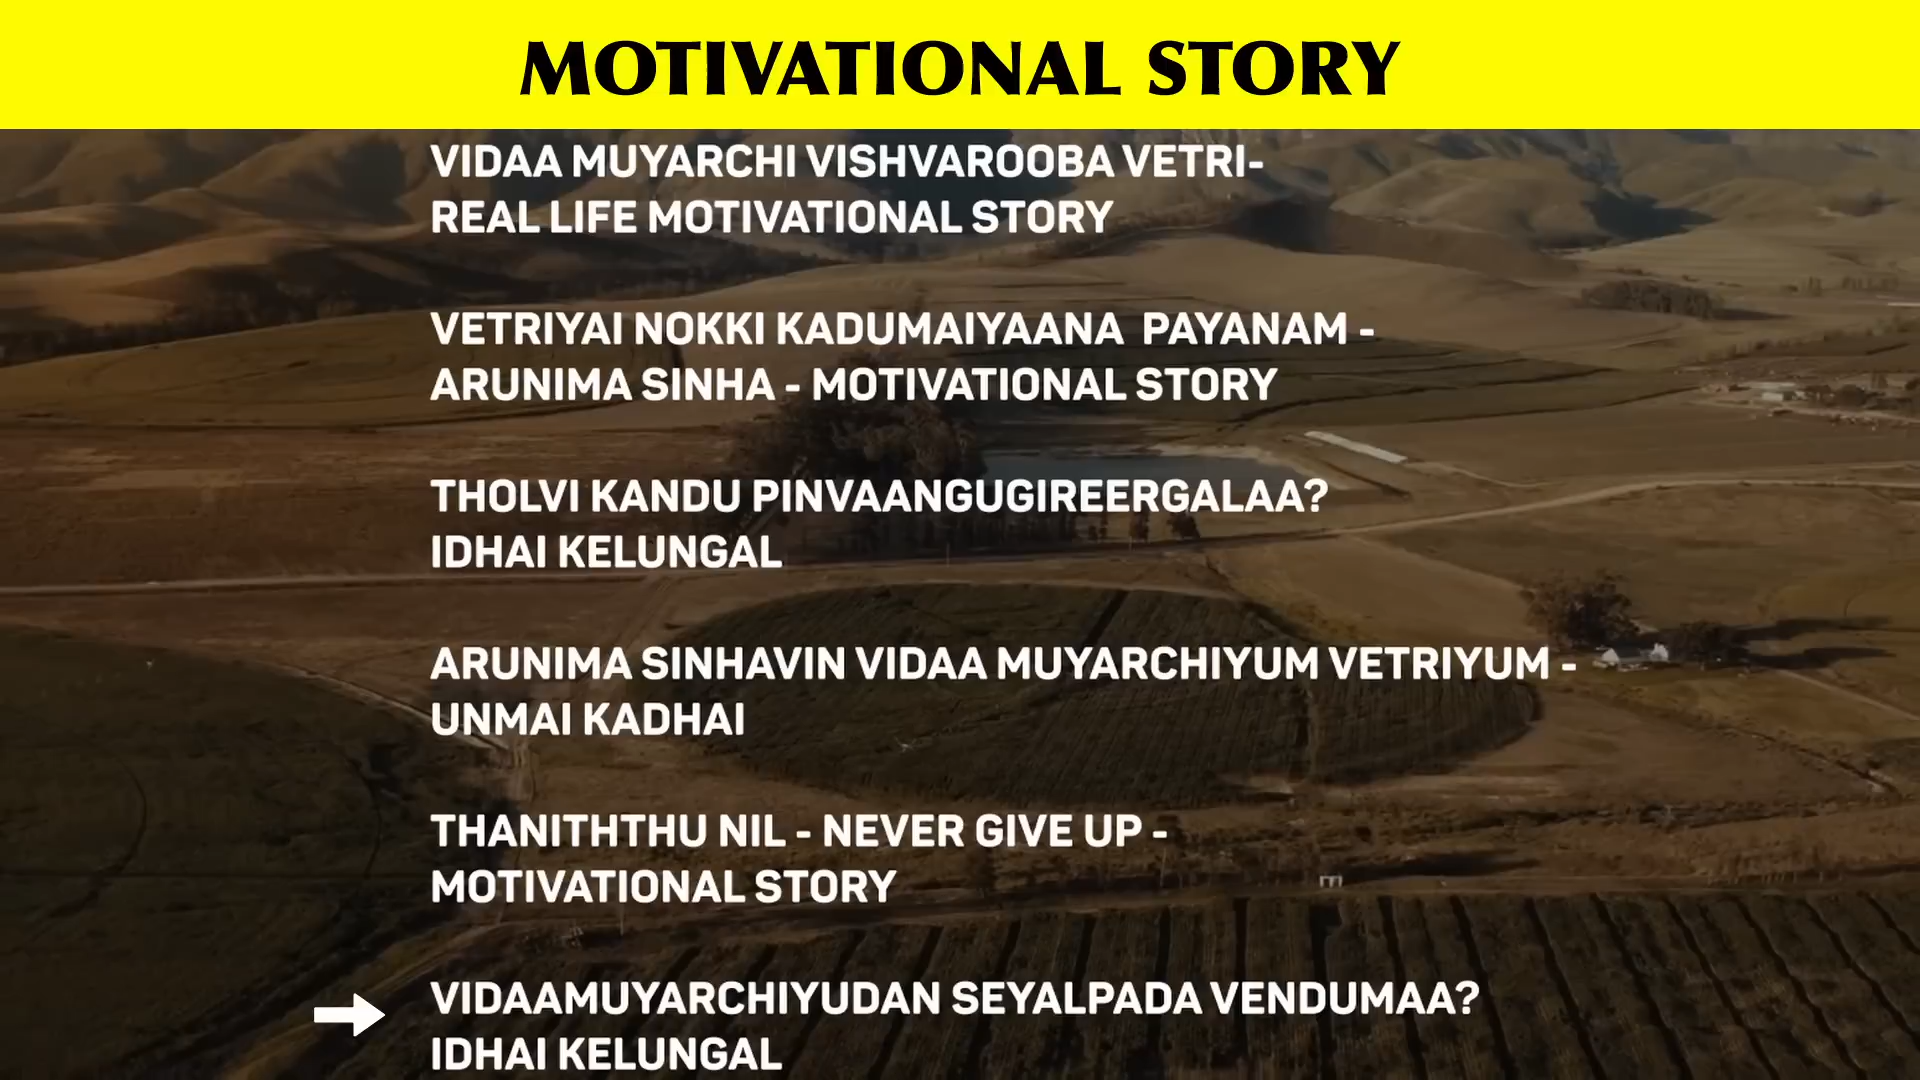 MOTIVATIONAL STORY
VIDAA MUYARCHI VISHVAROOBA VETRI-
REAL LIFE MOTIVATIONAL STORY
VETRIYAI NOKKI KADUMAIYAANA PAYANAM -
ARUNIMA SINHA - MOTIVATIONAL STORY
THOLVI KANDU PINVAANGUGIREERGALAA?
IDHAI KELUNGAL
ARUNIMA SINHAVIN VIDAA MUYARCHIYUM VETRIYUM -
UNMAI KADHAI
THANITHTHU NIL - NEVER GIVE UP -
MOTIVATIONAL STORY
VIDAAMUYARCHIYUDAN SEYALPADA VENDUMAA?
IDHAI KELUNGAL